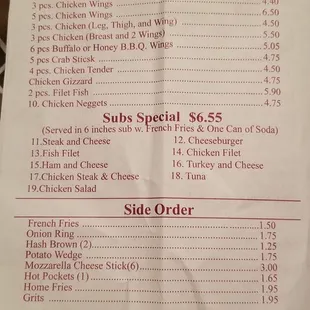 3 pcs. Chicken Wings 4.40
5 pcs. Chicken Wings 6.50
3 pcs. Chicken (Leg, Thigh, and Wing) 4.50
3 pcs Chicken (Breast and 2 Wings) 5.50
6 pcs Buffalo or Honey B.B.Q. Wings 5.05
5 pcs Crab Sticsk 4.75
4 pcs. Chicken Tender 4.50
Chicken Gizzard 4.75
2 pcs. Filet Fish 5.90
10. Chicken Neggets 4.75
Subs Special $6.55
(Served in 6 inches sub w. French Fries & One Can of Soda)
11.Steak and Cheese 12. Cheeseburger
13.Fish Filet 14. Chicken Filet
15.Ham and Cheese 16. Turkey and Cheese
17.Chicken Steak & Cheese 18. Tuna
19.Chicken Salad
Side Order
French Fries 1.50
Onion Ring 1.75
Hash Brown (2) 1.25
Potato Wedge 1.75
Mozzarella Cheese Stick(6) 3.00
Hot Pockets (1) 1.65
Home Fries 1.95
Grits 1.95